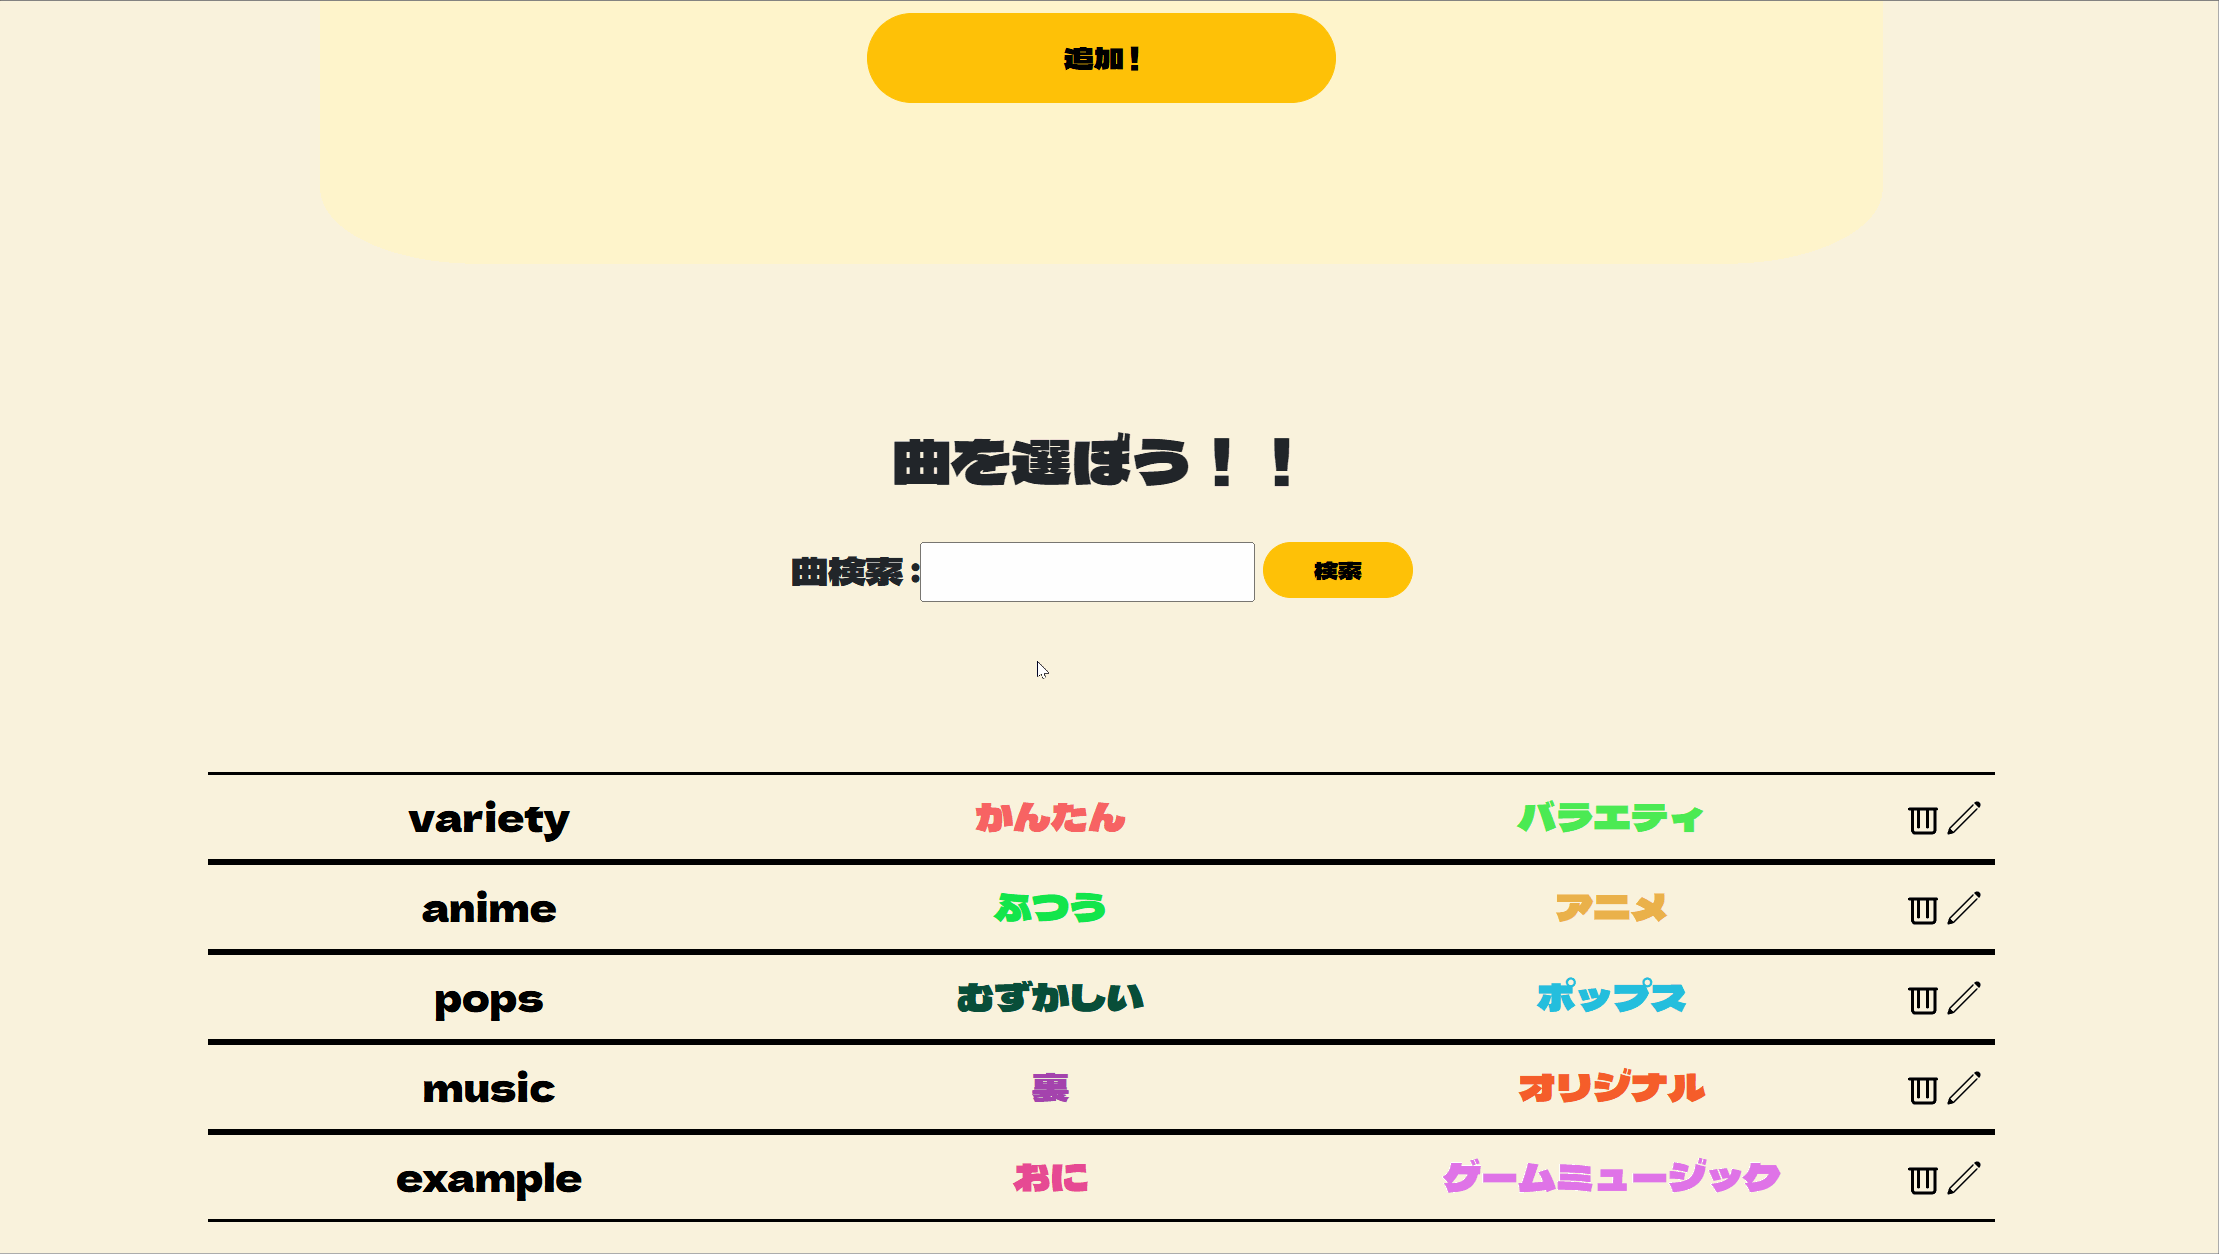 追加！
曲を選ぼう！！
曲検索： 検索
variety かんたん バラエティ
anime ふつう アニメ
pops むずかしい ポップス
music 裏 オリジナル
example おに ゲームミュージック